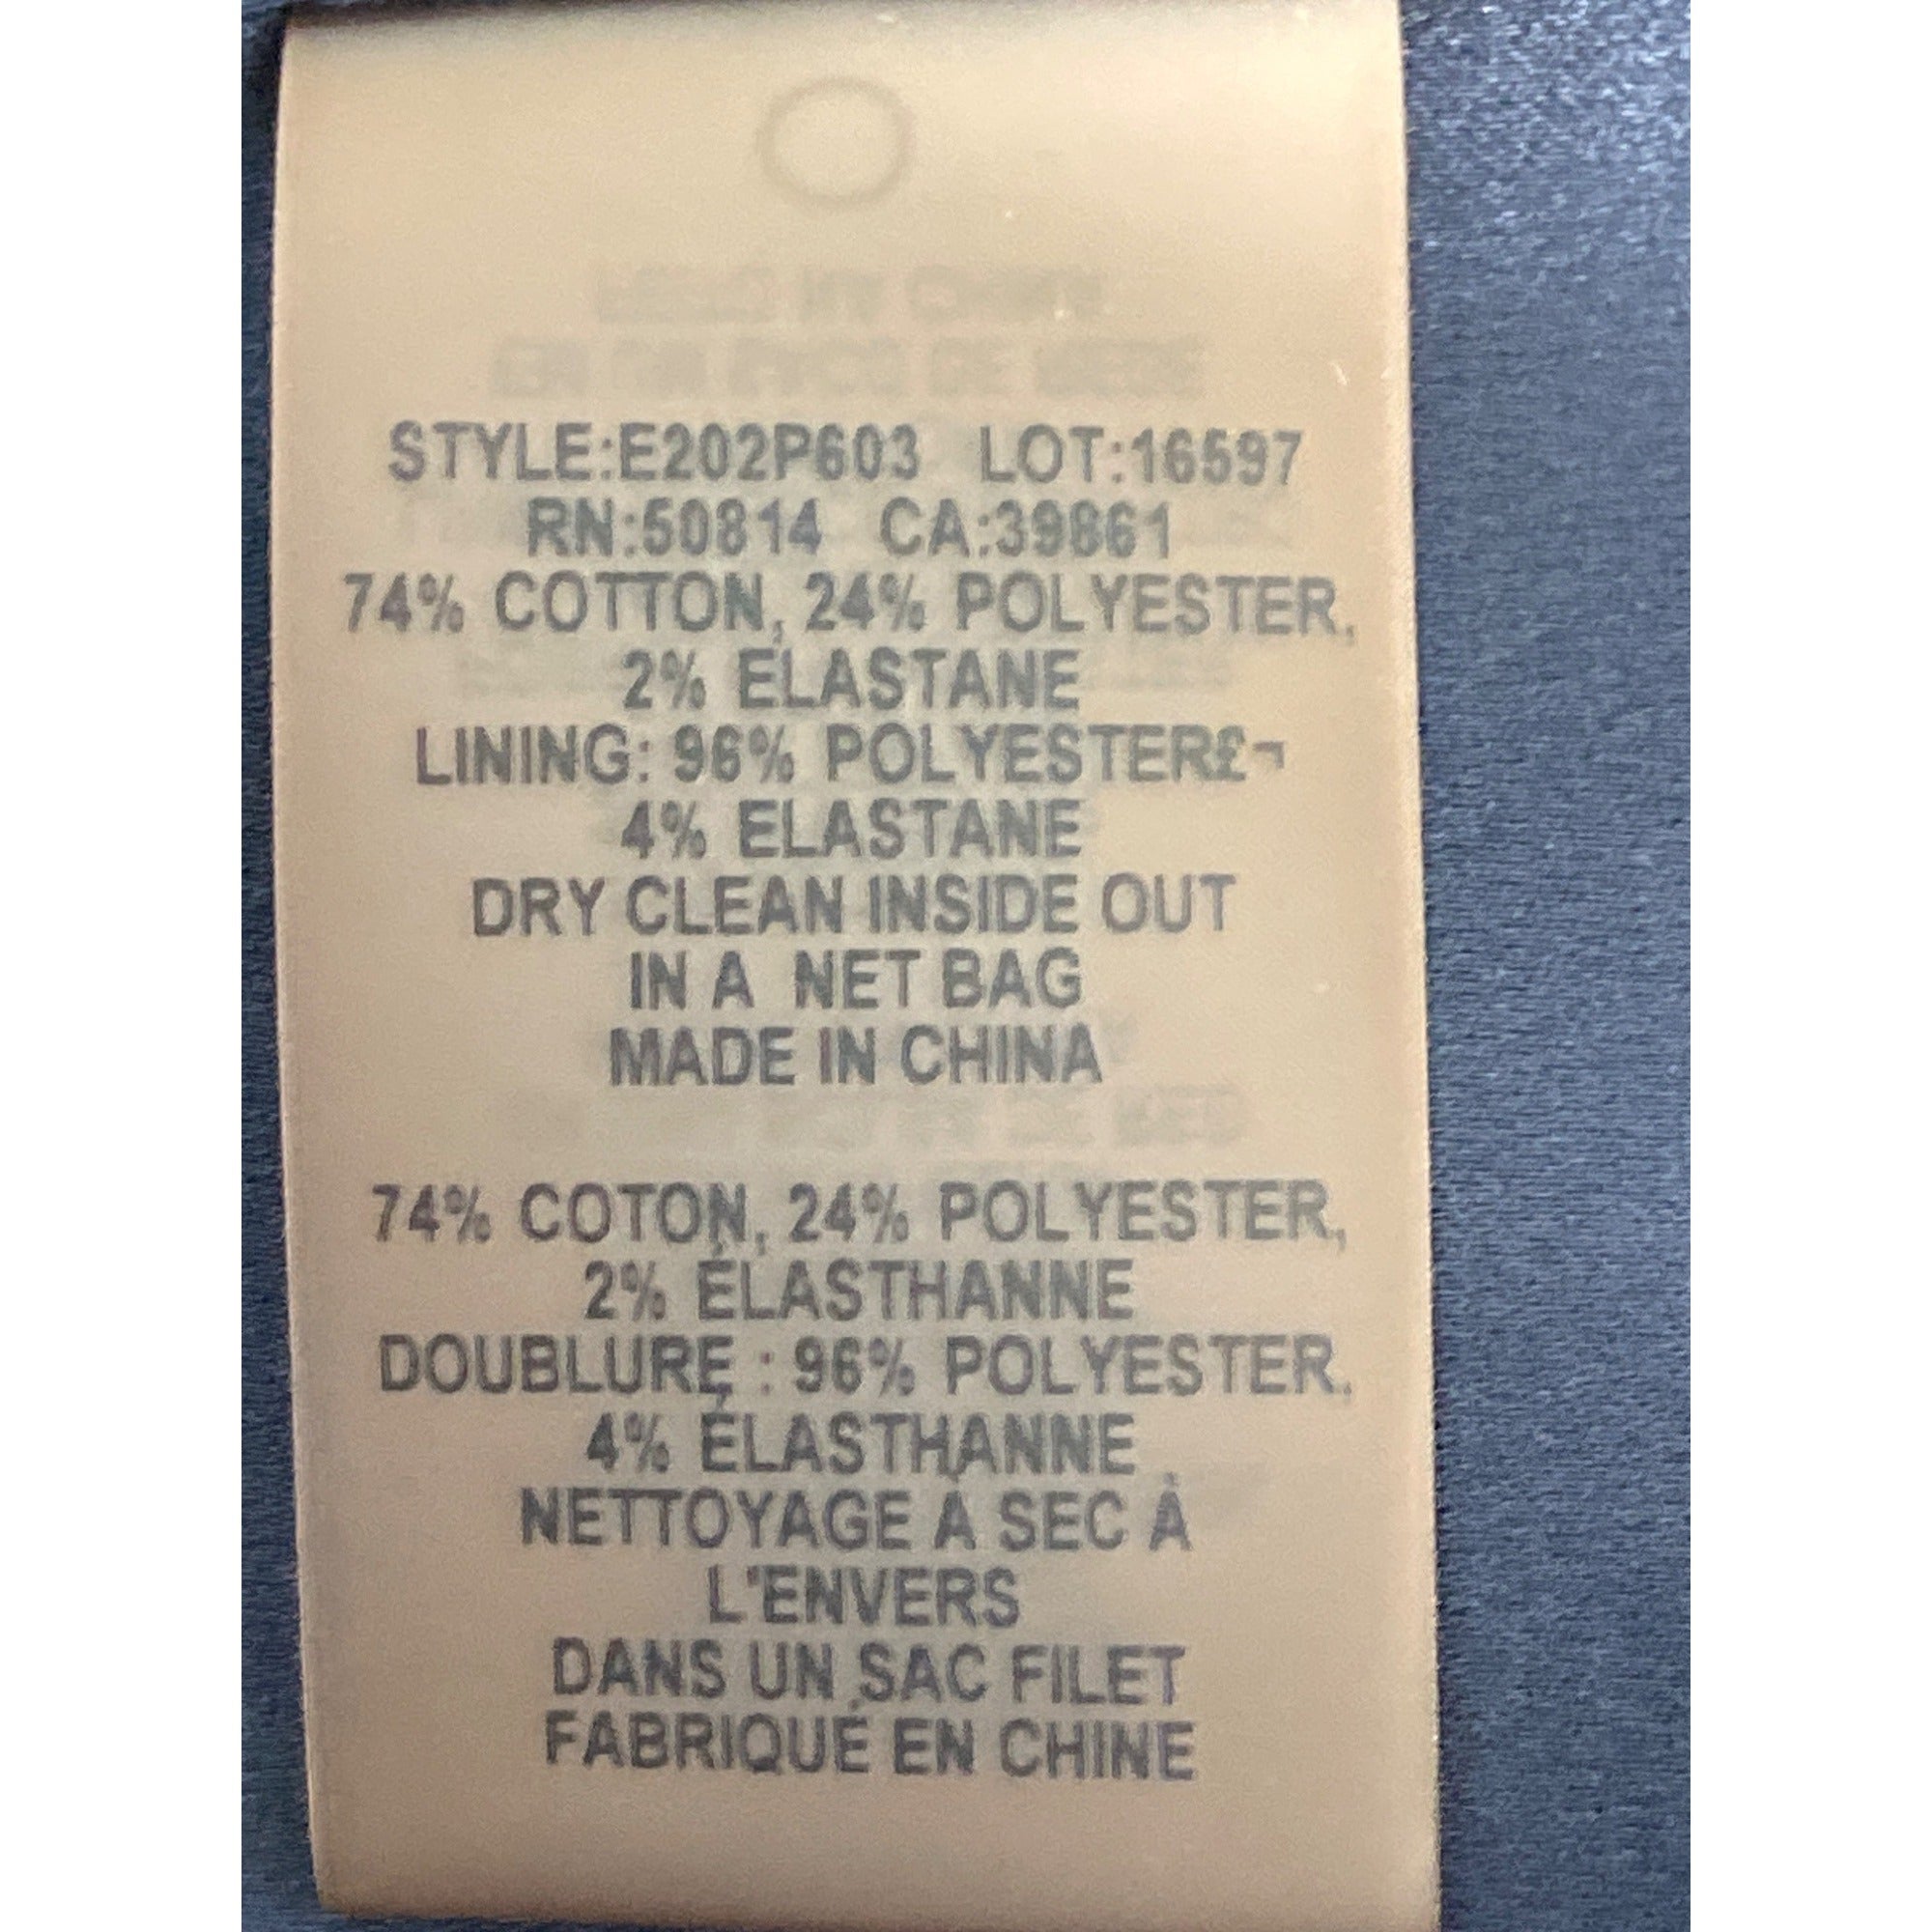 STYLE:E202P603 LOT:16597
RN:50814 CA:39861
74% COTTON, 24% POLYESTER,
2% ELASTANE
LINING: 96% POLYESTER£¬
4% ELASTANE
DRY CLEAN INSIDE OUT
IN A NET BAG
MADE IN CHINA
74% COTON, 24% POLYESTER,
2% ÉLASTHANNE
DOUBLURE : 96% POLYESTER,
4% ÉLASTHANNE
NETTOYAGE À SEC À
L'ENVERS
DANS UN SAC FILET
FABRIQUÉ EN CHINE